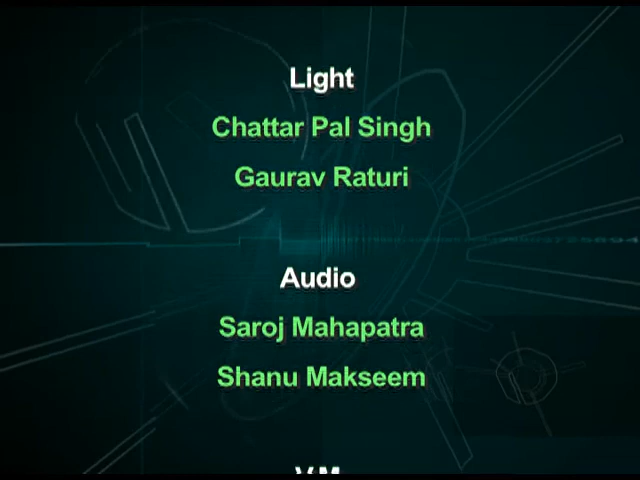 Light
Chattar Pal Singh
Gaurav Raturi
Audio
Saroj Mahapatra
Shanu Makseem